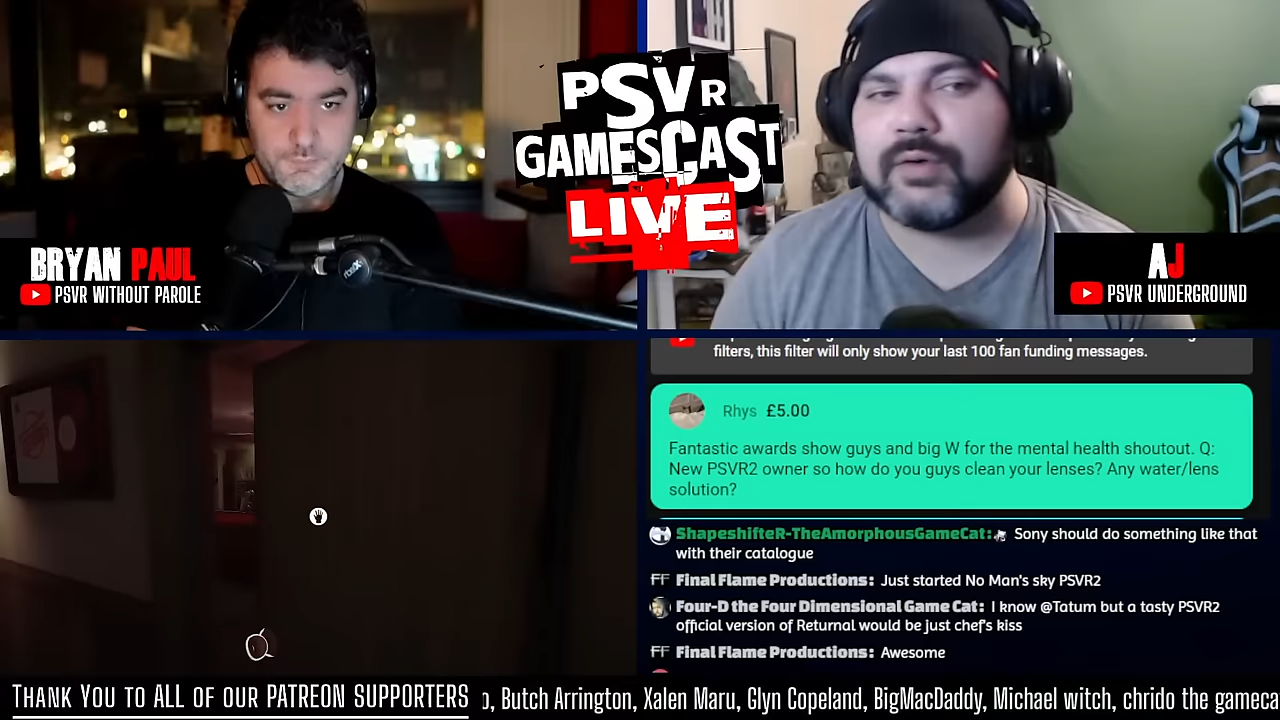 PSVR
GAMESCAST
LIVE
BRYAN PAUL
PSVR WITHOUT PAROLE
AJ
PSVR UNDERGROUND
filters, this filter will only show your last 100 fan funding messages.
Rhys £5.00
Fantastic awards show guys and big W for the mental health shoutout. Q:
New PSVR2 owner so how do you guys clean your lenses? Any water/lens
solution?
ShapeshifteR-TheAmorphousGameCat: Sony should do something like that
with their catalogue
FF Final Flame Productions: Just started No Man's sky PSVR2
Four-D the Four Dimensional Game Cat: I know @Tatum but a tasty PSVR2
official version of Returnal would be just chef's kiss
FF Final Flame Productions: Awesome
THANK YOU TO ALL OF OUR PATREON SUPPORTERS
, Butch Arrington, Xalen Maru, Glyn Copeland, BigMacDaddy, Michael witch, chrido the gameca